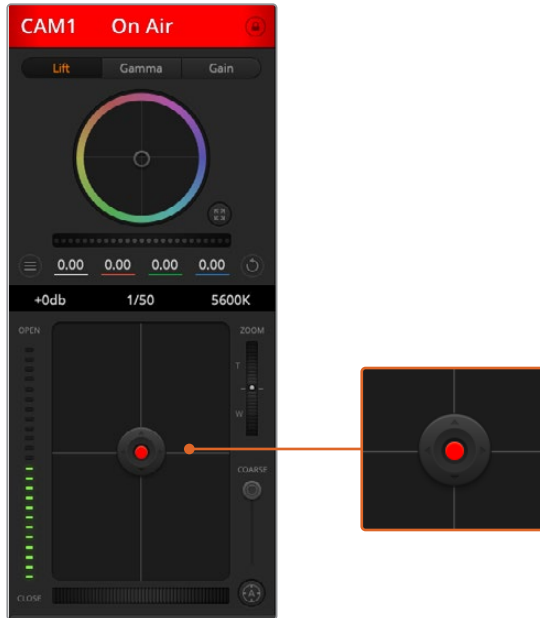 CAM1 On Air
Lift Gamma Gain
0.00 0.00 0.00 0.00
+0db 1/50 5600K
OPEN ZOOM
T
W
COARSE
A
CLOSE